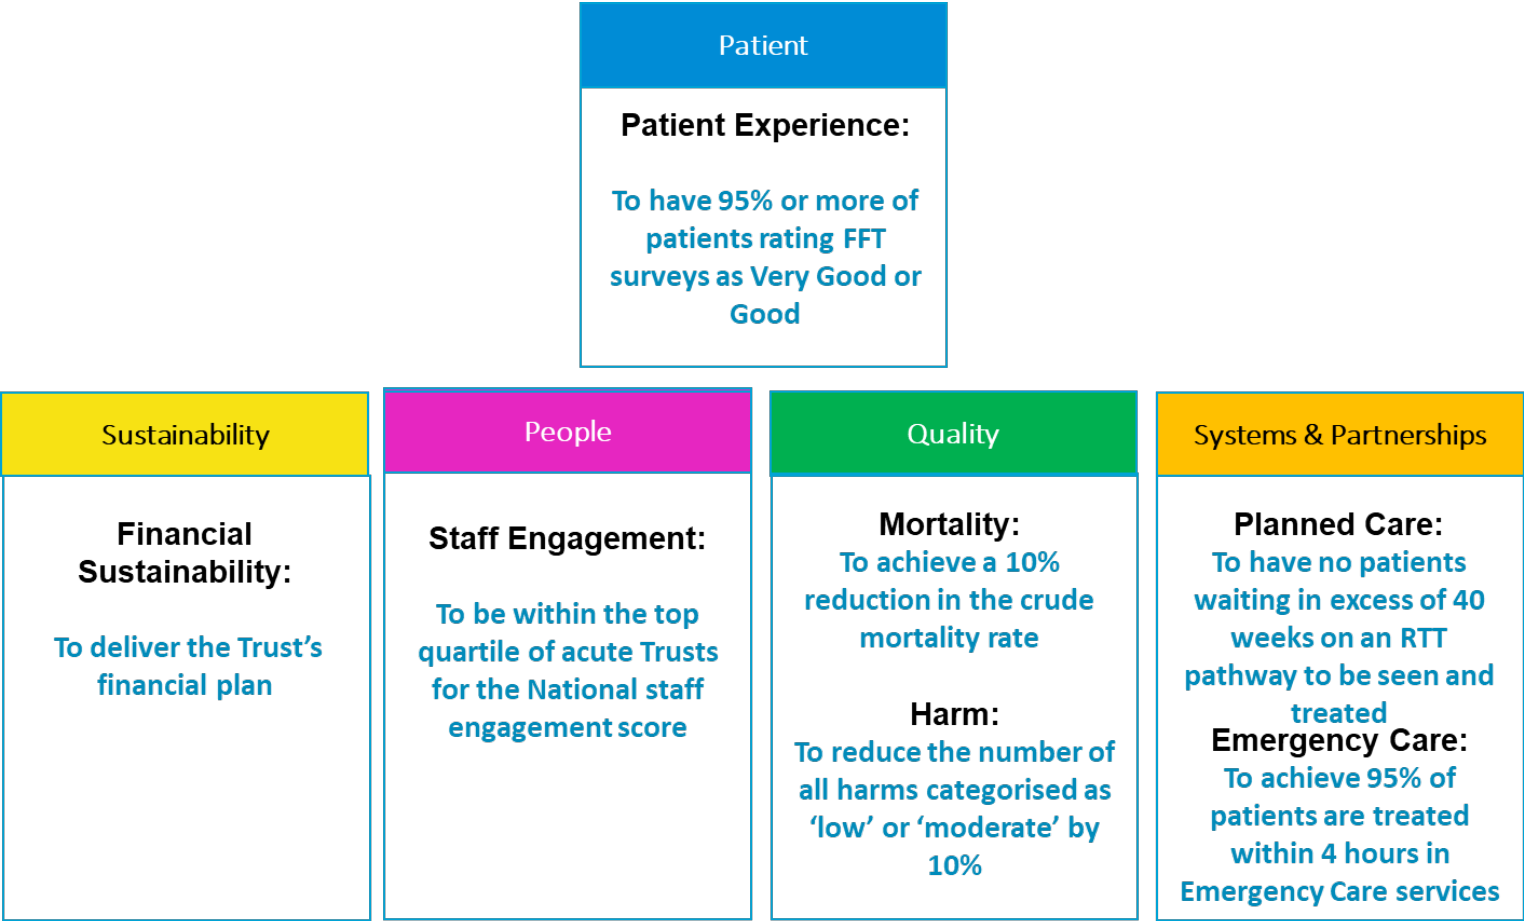 Patient
Patient Experience:
To have 95% or more of
patients rating FFT
surveys as Very Good or
Good
Sustainability
Financial
Sustainability:
To deliver the Trust’s
financial plan
People
Staff Engagement:
To be within the top
quartile of acute Trusts
for the National staff
engagement score
Quality
Mortality:
To achieve a 10%
reduction in the crude
mortality rate
Harm:
To reduce the number of
all harms categorised as
‘low’ or ‘moderate’ by
10%
Systems & Partnerships
Planned Care:
To have no patients
waiting in excess of 40
weeks on an RTT
pathway to be seen and
treated
Emergency Care:
To achieve 95% of
patients are treated
within 4 hours in
Emergency Care services